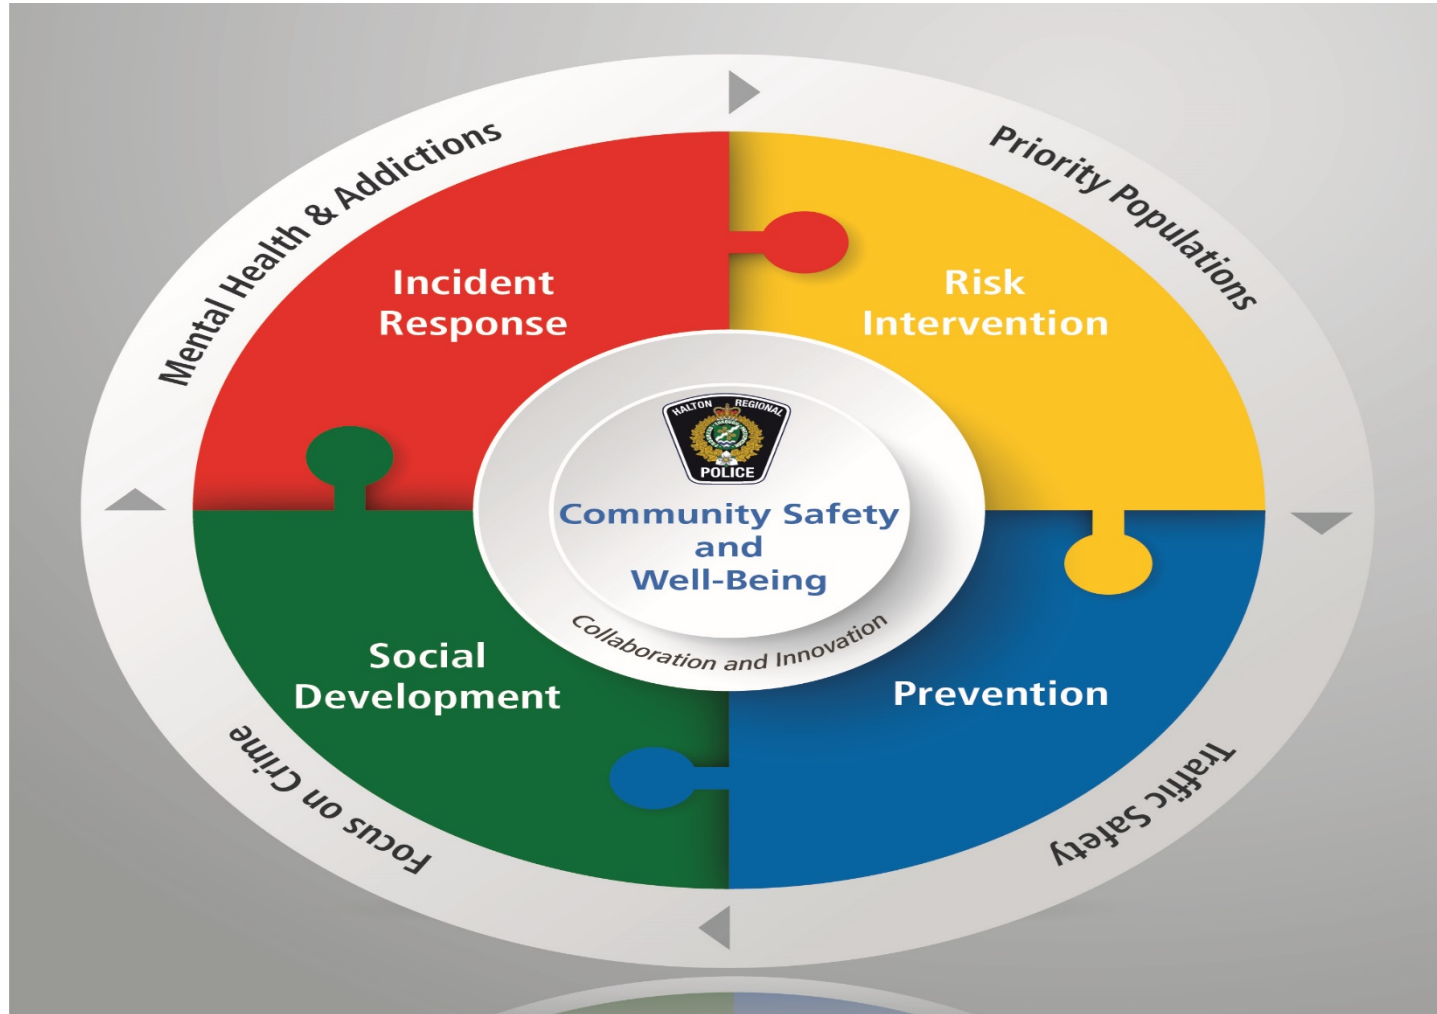 Mental Health & Addictions
Priority Populations
Incident
Response
Risk
Intervention
HALTON REGIONAL
POLICE
Community Safety
and
Well-Being
Collaboration and Innovation
Social
Development
Prevention
Focus on Crime
Traffic Safety